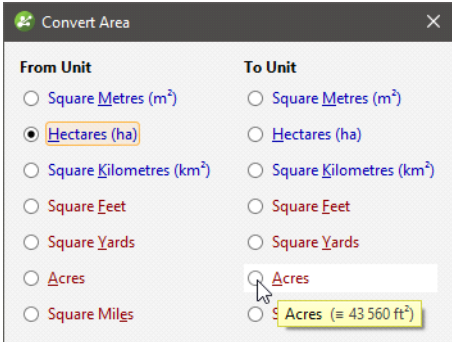 Convert Area
From Unit To Unit
Square Metres (m²) Square Metres (m²)
Hectares (ha) Hectares (ha)
Square Kilometres (km²) Square Kilometres (km²)
Square Feet Square Feet
Square Yards Square Yards
Acres Acres
Square Miles S
Acres (≡ 43 560 ft²)